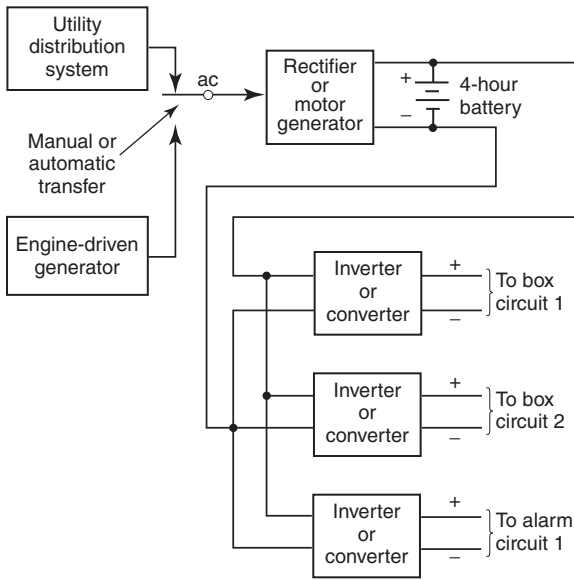 Utility
distribution
system
ac
Rectifier
or
motor
generator
+
−
4-hour
battery
Manual or
automatic
transfer
Engine-driven
generator
Inverter
or
converter
+
−
To box
circuit 1
Inverter
or
converter
+
−
To box
circuit 2
Inverter
or
converter
+
−
To alarm
circuit 1